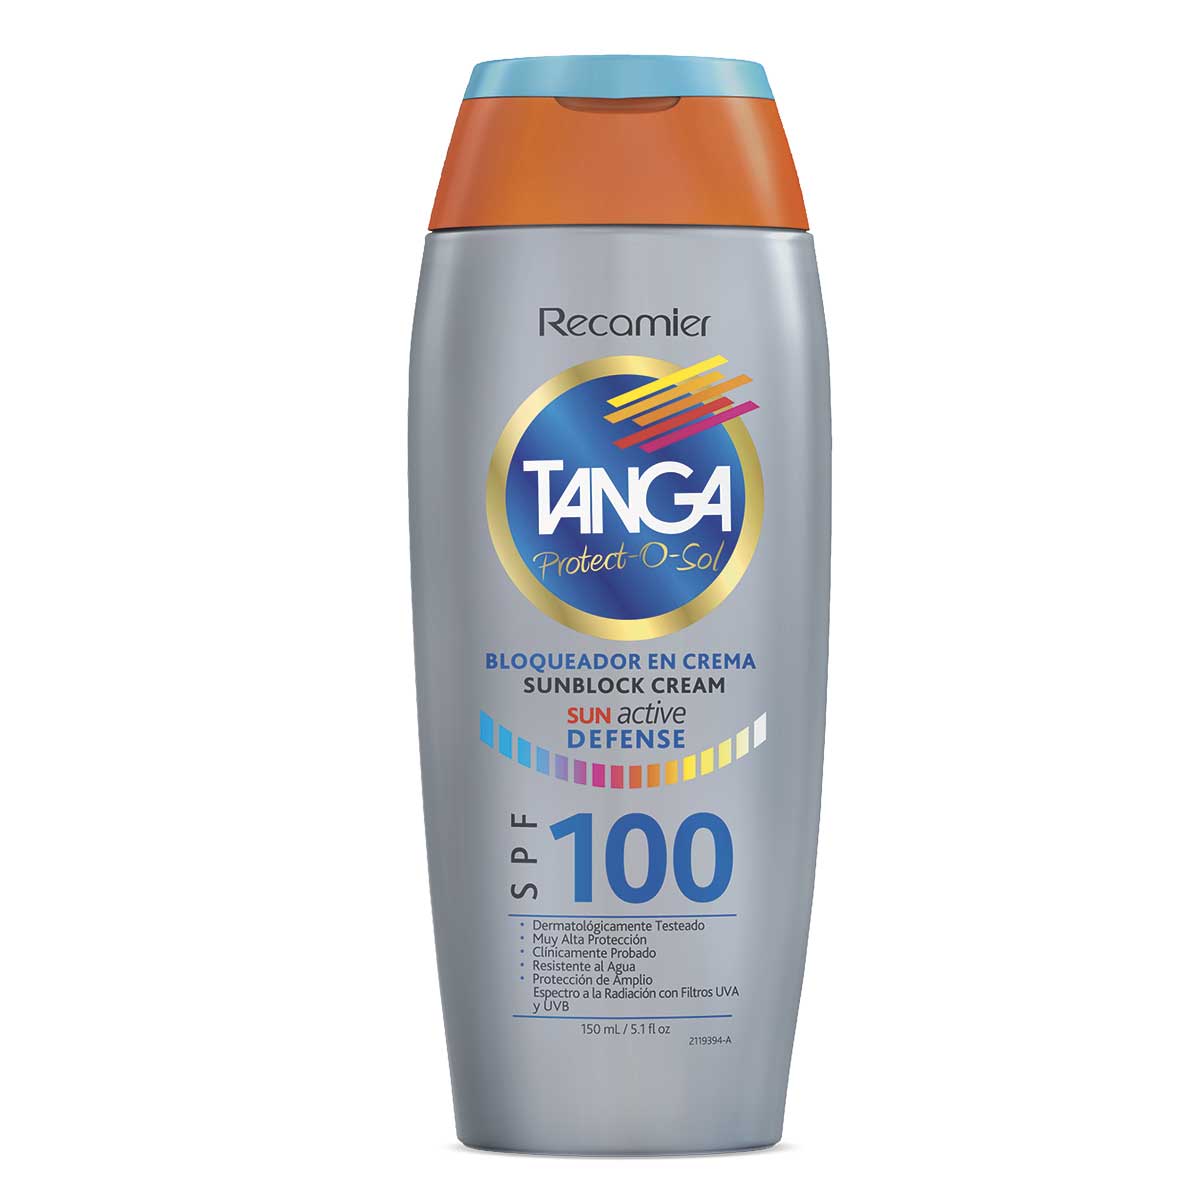 Recamier
TANGA
Protect-O-Sol
BLOQUEADOR EN CREMA
SUNBLOCK CREAM
SUN active
DEFENSE
SPF 100
• Dermatológicamente Testeado
• Muy Alta Protección
• Clínicamente Probado
• Resistente al Agua
• Protección de Amplio
Espectro a la Radiación con Filtros UVA
y UVB
150 mL / 5.1 fl oz
2119394-A